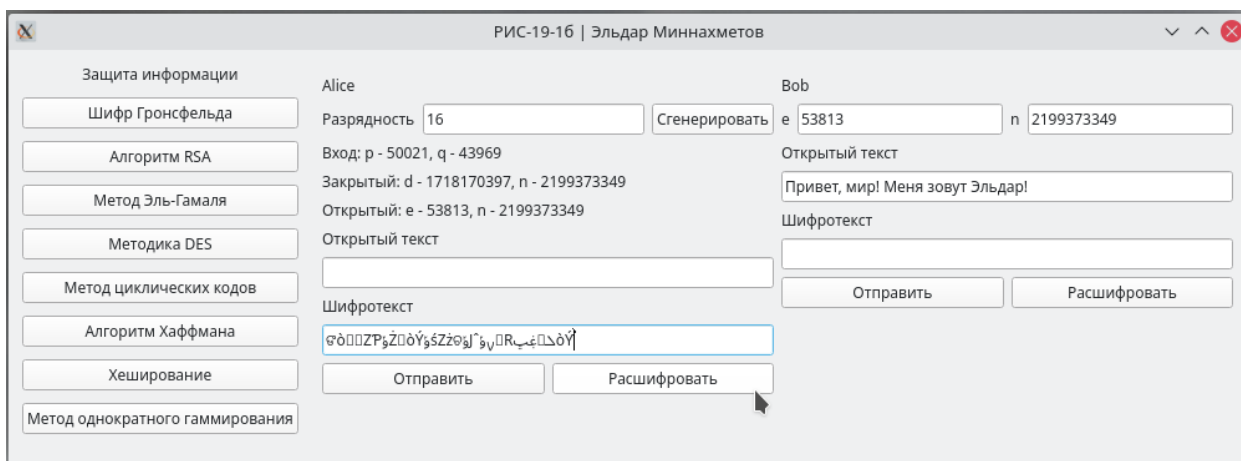 РИС-19-1б | Эльдар Миннахметов
Защита информации
Шифр Гронсфельда
Алгоритм RSA
Метод Эль-Гамаля
Методика DES
Метод циклических кодов
Алгоритм Хаффмана
Хеширование
Метод однократного гаммирования
Alice
Разрядность 16 Сгенерировать
Вход: p - 50021, q - 43969
Закрытый: d - 1718170397, n - 2199373349
Открытый: e - 53813, n - 2199373349
Открытый текст
Шифротекст
Отправить Расшифровать
Bob
e 53813 n 2199373349
Открытый текст
Привет, мир! Меня зовут Эльдар!
Шифротекст
Отправить Расшифровать